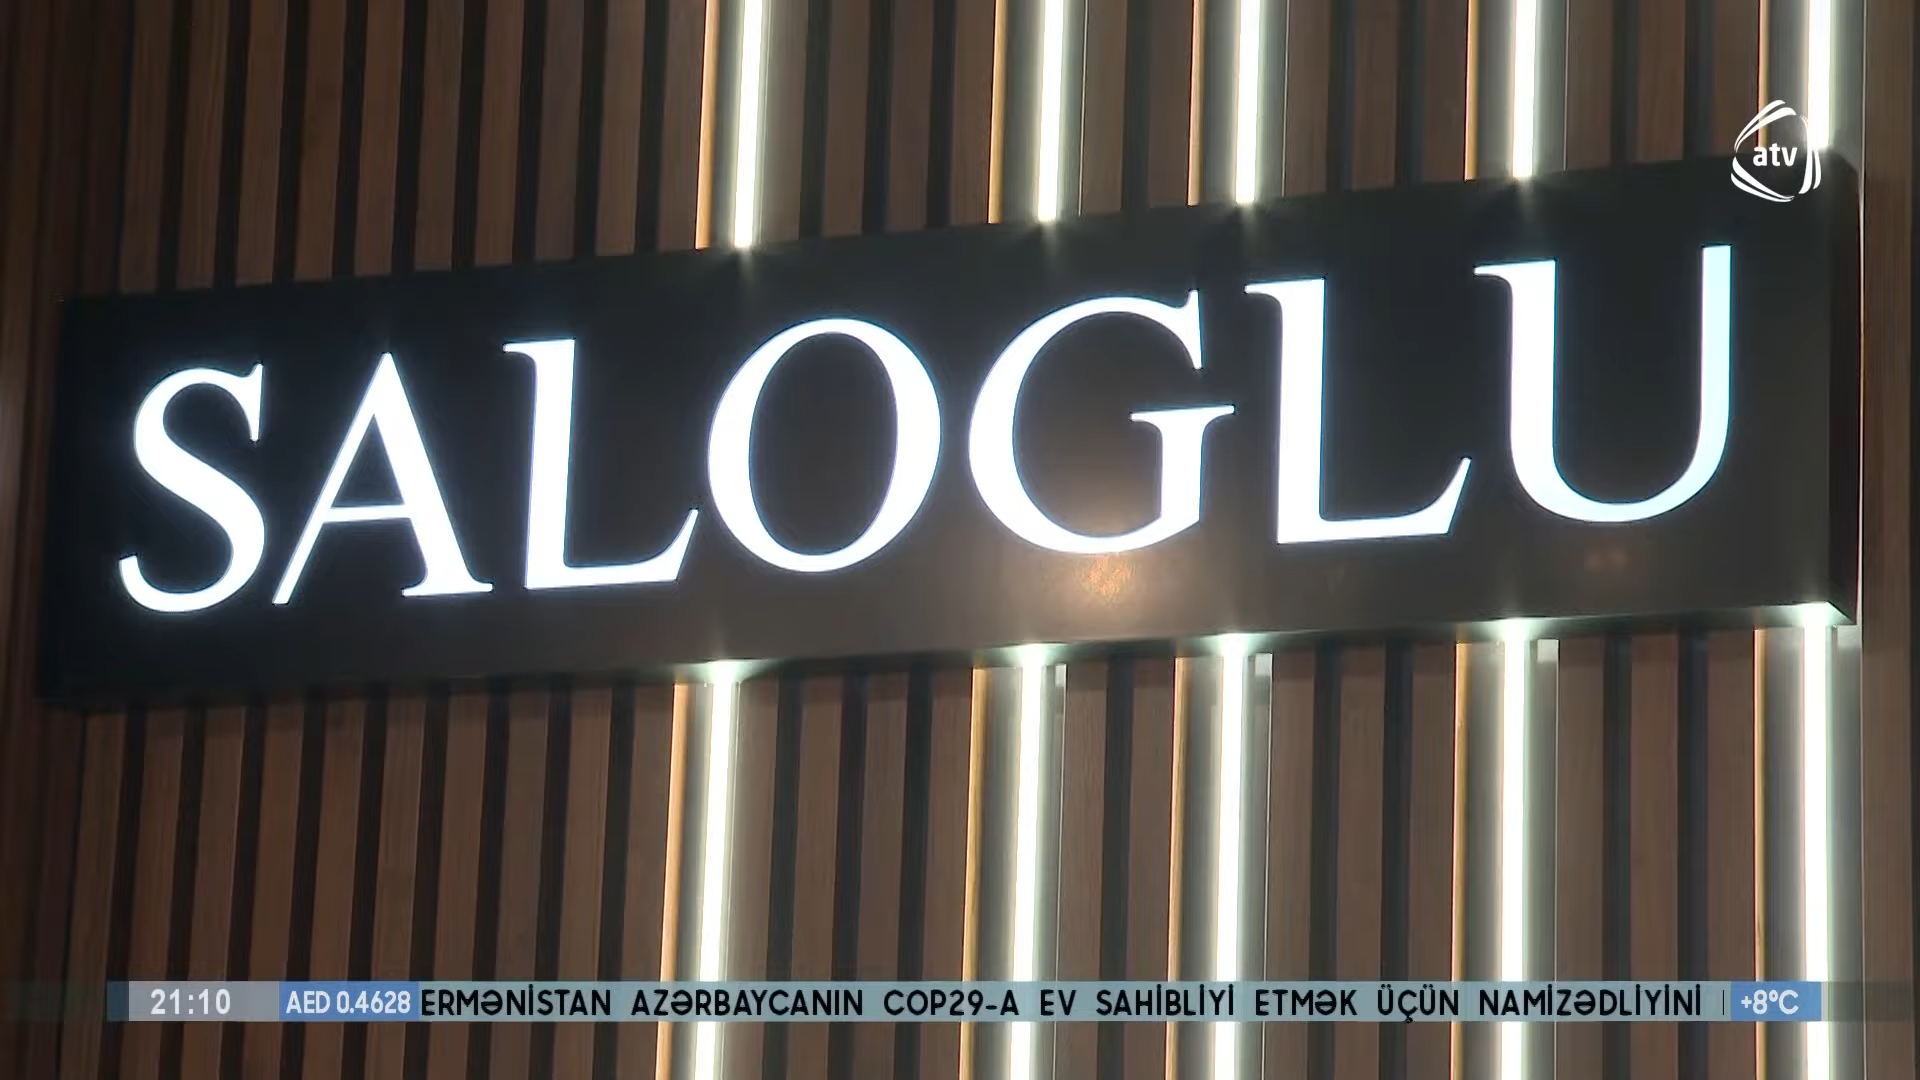 atv
SALOGLU
21:10 AED 0.4628 ERMƏNİSTAN AZƏRBAYCANIN COP29-A EV SAHİBLİYİ ETMƏK ÜÇÜN NAMİZƏDLİYİNİ +8°C